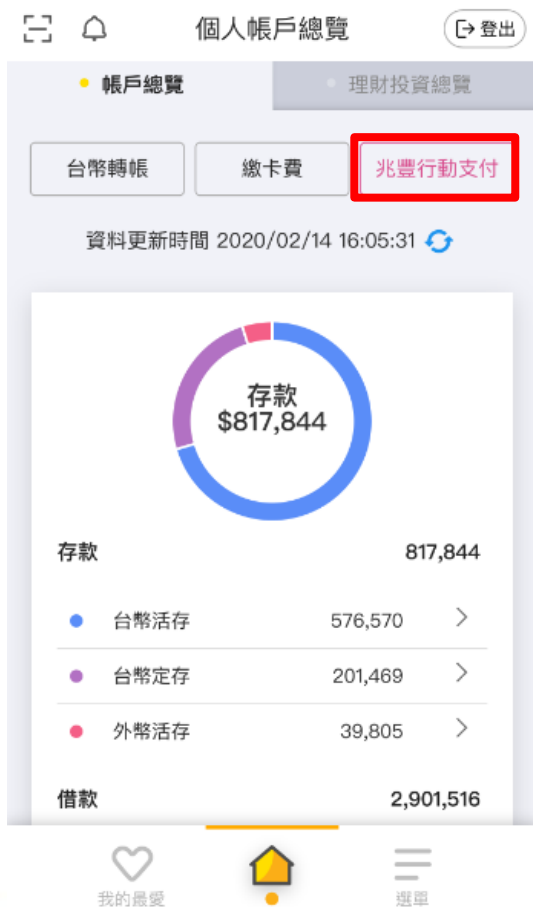 個人帳戶總覽 登出
帳戶總覽 理財投資總覽
台幣轉帳 繳卡費 兆豐行動支付
資料更新時間 2020/02/14 16:05:31
存款
$817,844
存款 817,844
台幣活存 576,570
台幣定存 201,469
外幣活存 39,805
借款 2,901,516
我的最愛 選單